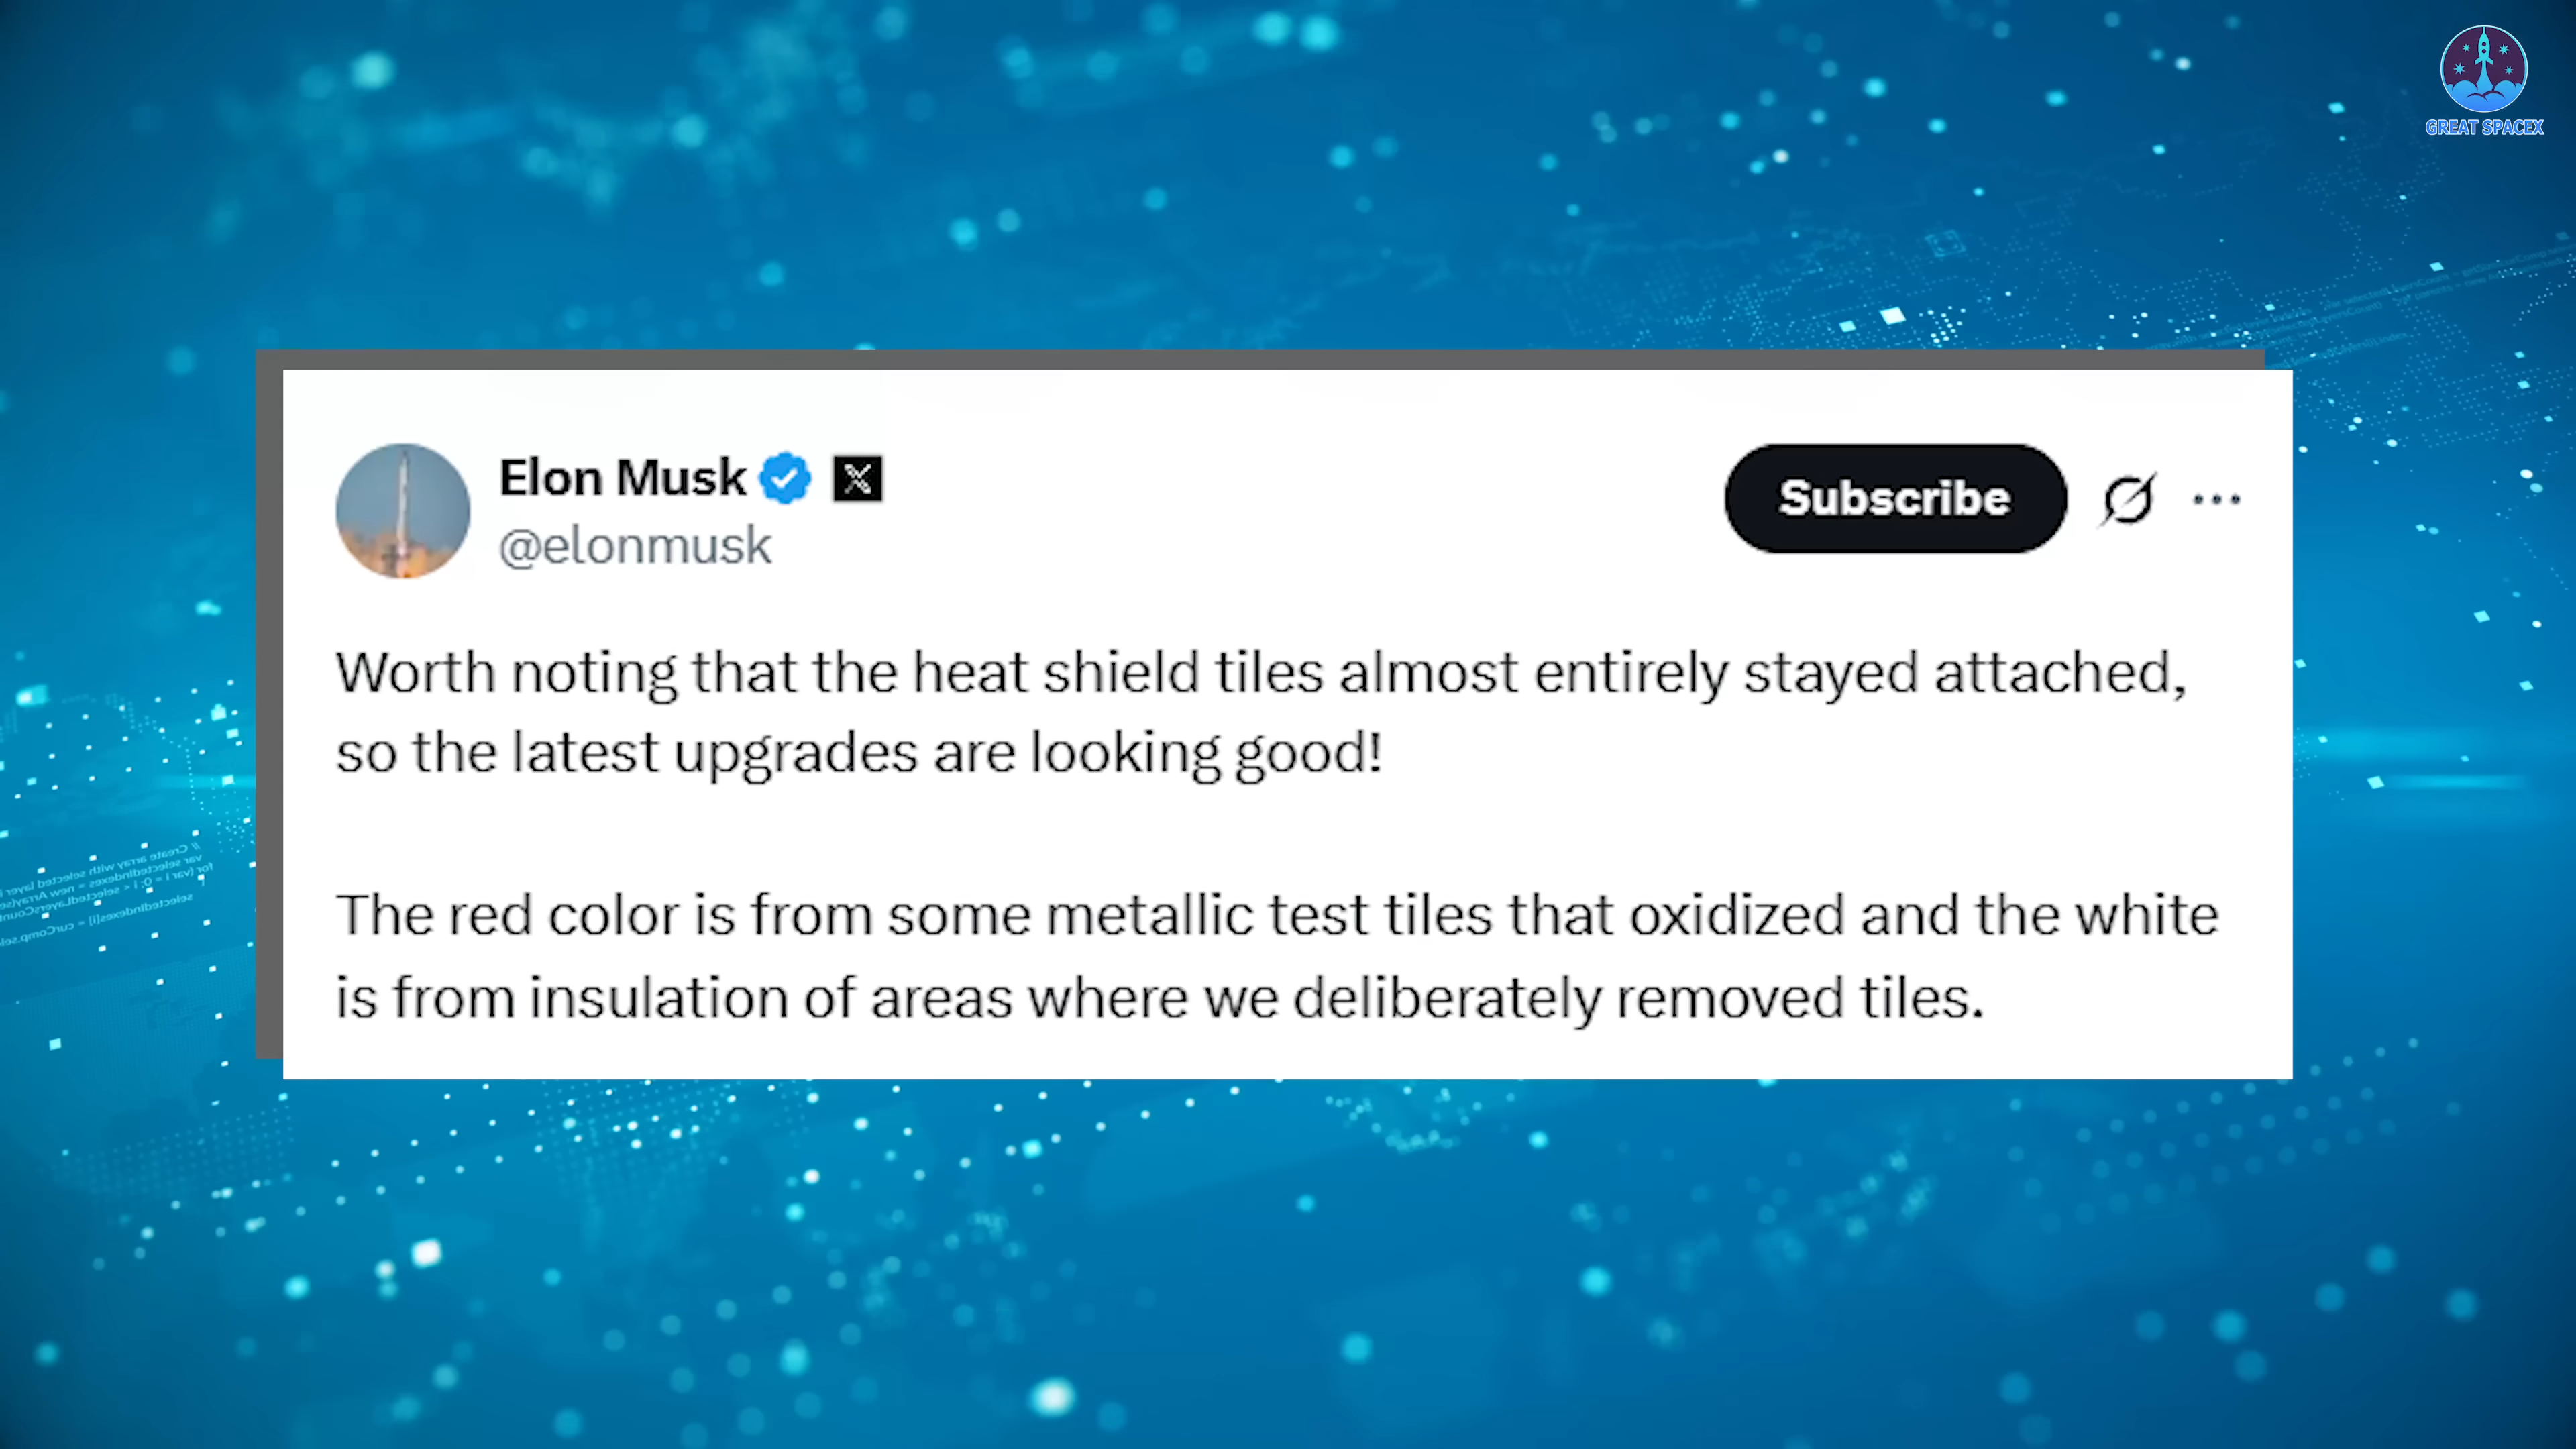 GREAT SPACEX
Elon Musk
@elonmusk
Subscribe
Worth noting that the heat shield tiles almost entirely stayed attached,
so the latest upgrades are looking good!
The red color is from some metallic test tiles that oxidized and the white
is from insulation of areas where we deliberately removed tiles.